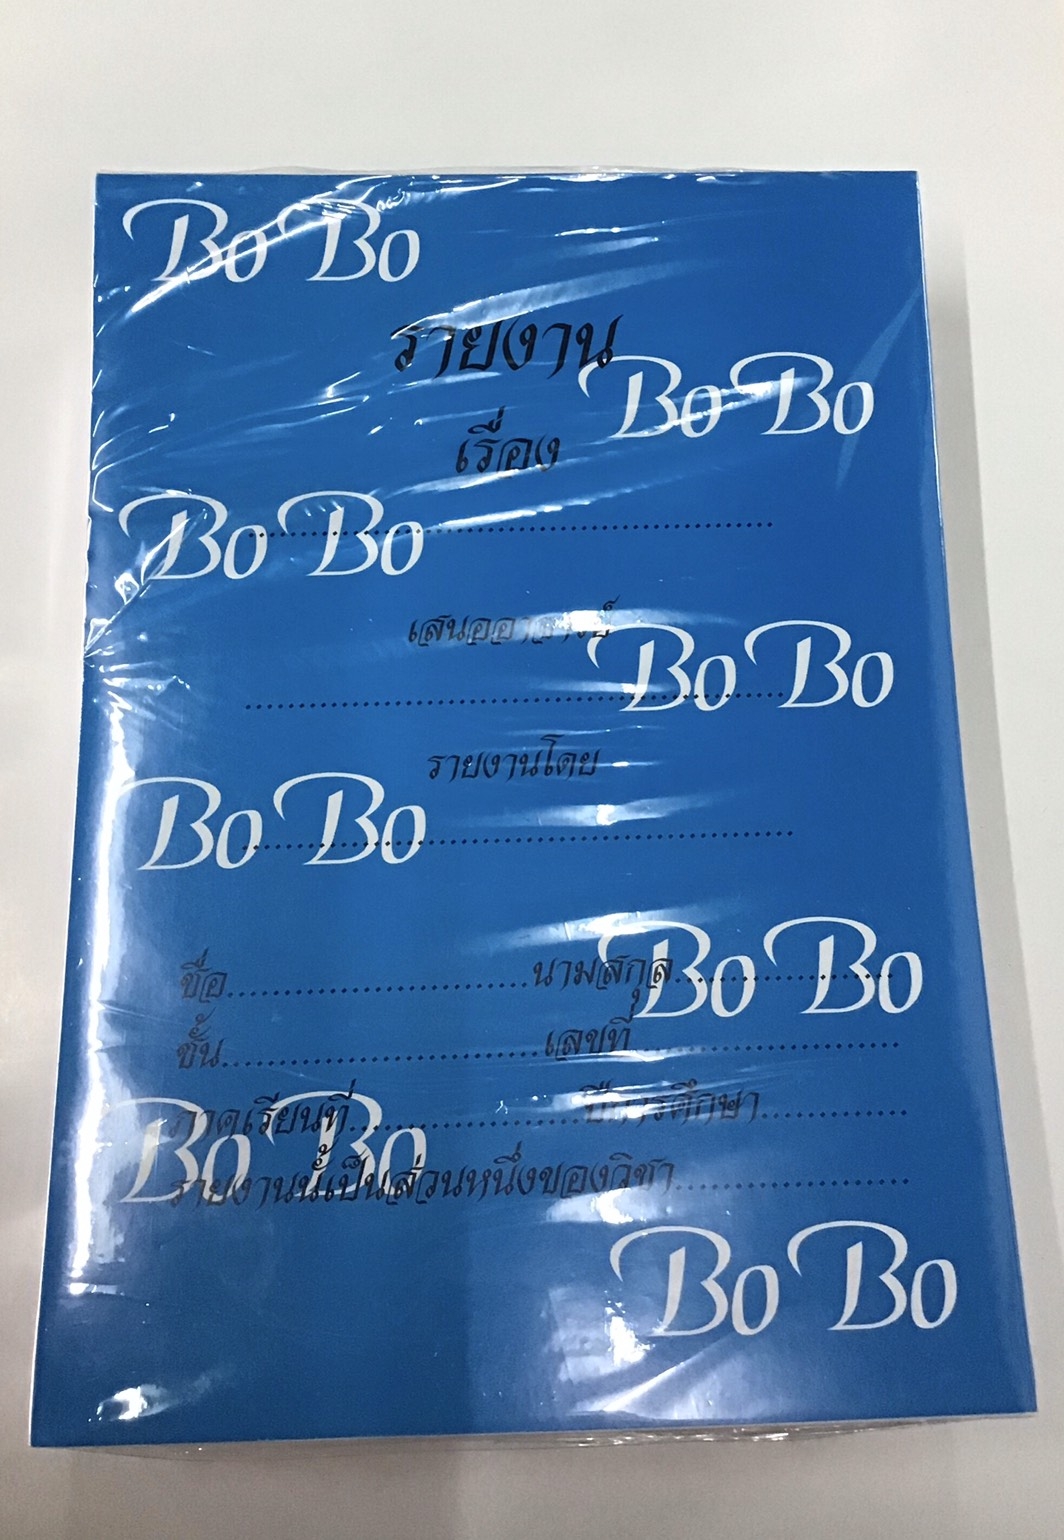 Bo Bo
รายงาน
Bo Bo
เรื่อง
Bo Bo
..........................................................
เสนออาจารย์
Bo Bo
..........................................................
รายงานโดย
Bo Bo
..........................................................
Bo Bo
ชื่อ..............................นามสกุล......................
ชั้น................................เลขที่...........................
ภาคเรียนที่.......................ปีการศึกษา...............
Bo Bo
รายงานนี้เป็นส่วนหนึ่งของวิชา.......................
Bo Bo